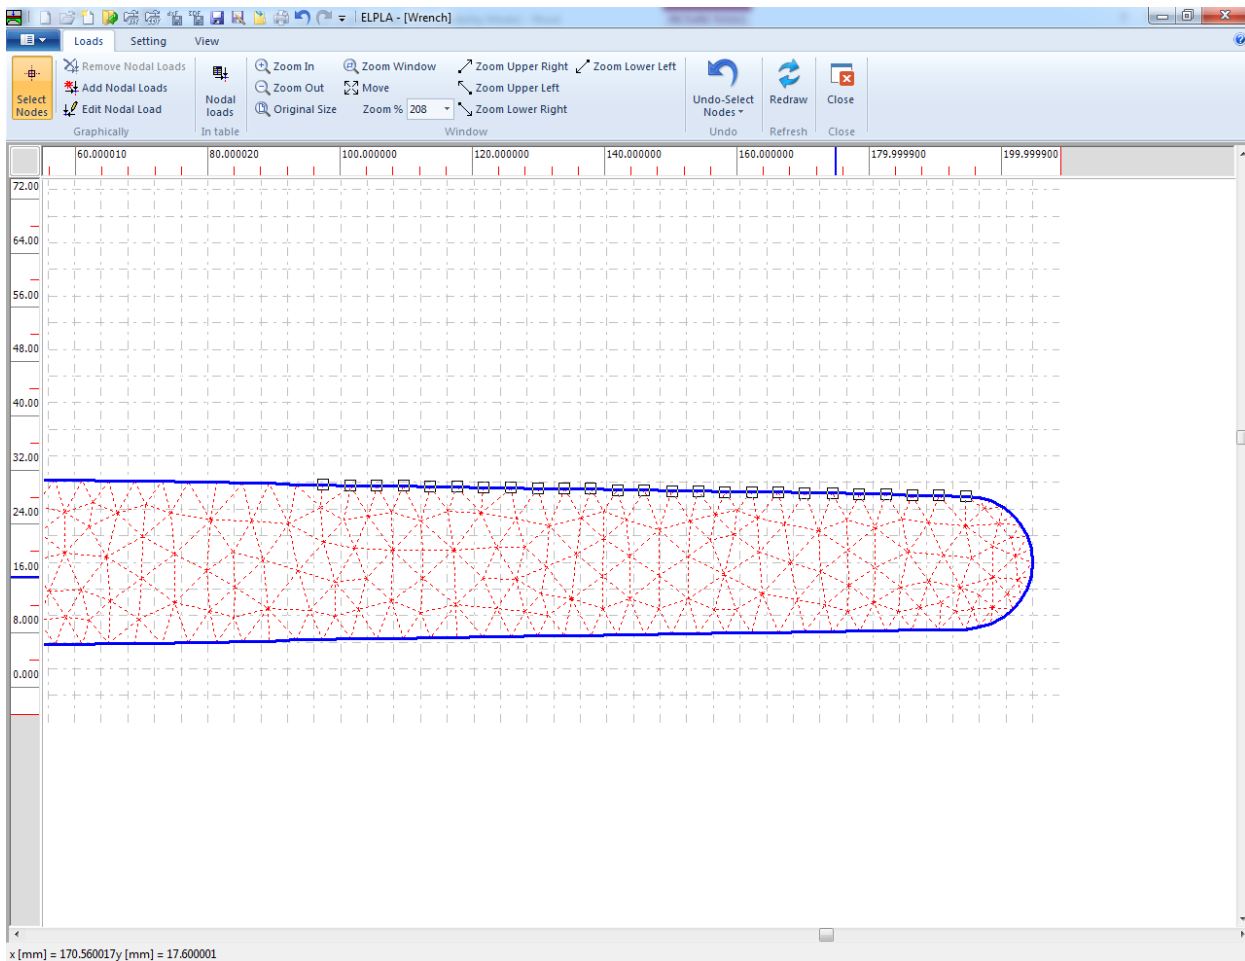 ELPLA - [Wrench]
Loads Setting View
Remove Nodal Loads
Add Nodal Loads
Edit Nodal Load
Select
Nodes
Graphically
Nodal
loads
In table
Zoom In Zoom Window Zoom Upper Right Zoom Lower Left
Zoom Out Move Zoom Upper Left
Original Size Zoom % 208 Zoom Lower Right
Window
Undo-Select
Nodes
Undo
Redraw
Refresh
Close
Close
60.000010 80.000020 100.000000 120.000000 140.000000 160.000000 179.999900 199.999900
72.00
64.00
56.00
48.00
40.00
32.00
24.00
16.00
8.000
0.000
x [mm] = 170.560017y [mm] = 17.600001